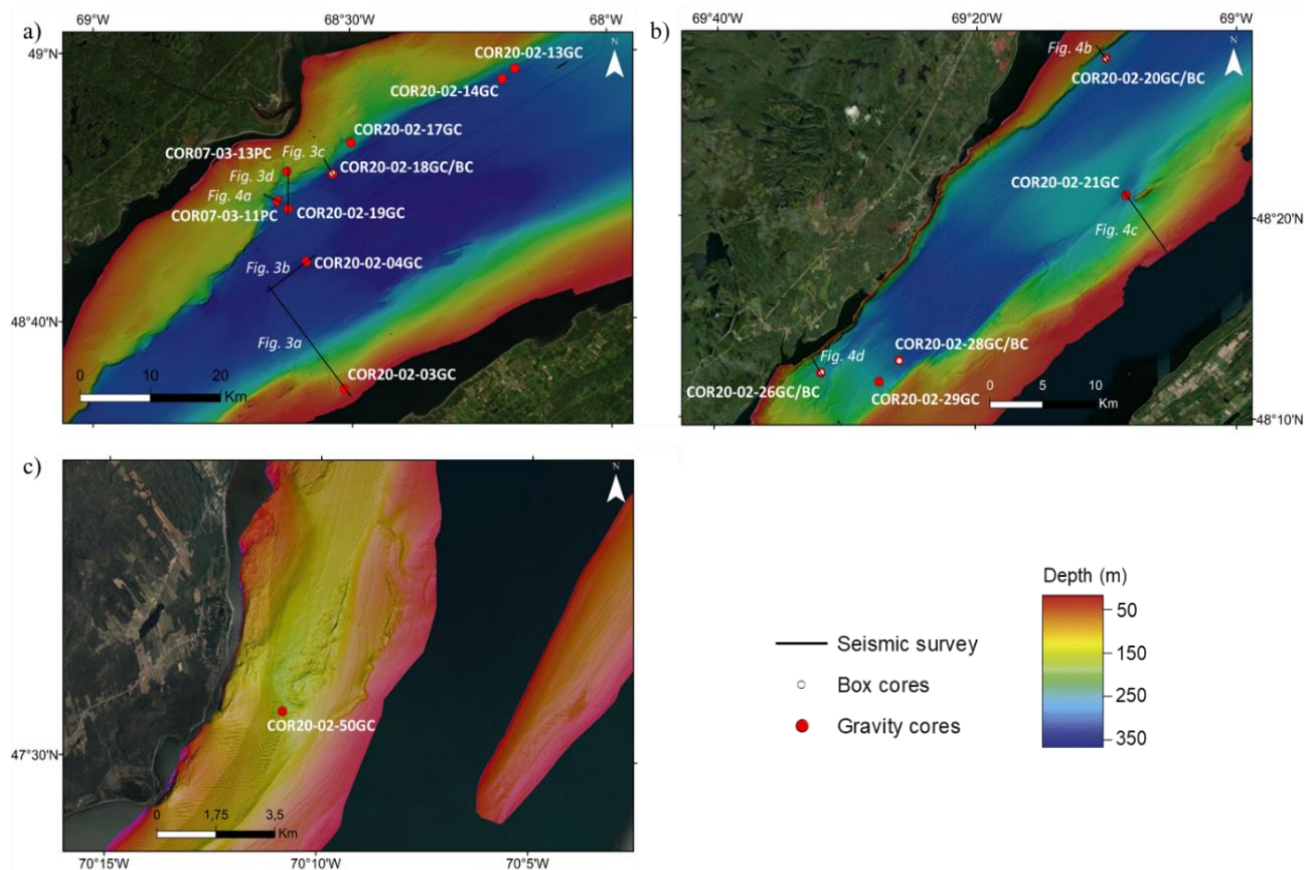 a)
69°W
68°30'W
68°W
49°N
48°40'N
N
COR20-02-13GC
COR20-02-14GC
COR20-02-17GC
COR07-03-13PC
Fig. 3c
COR20-02-18GC/BC
Fig. 3d
Fig. 4a
COR07-03-11PC
COR20-02-19GC
Fig. 3b
COR20-02-04GC
Fig. 3a
COR20-02-03GC
0 10 20
Km
b)
69°40'W
69°20'W
69°W
N
Fig. 4b
COR20-02-20GC/BC
COR20-02-21GC
48°20'N
Fig. 4c
COR20-02-28GC/BC
Fig. 4d
COR20-02-26GC/BC
COR20-02-29GC
0 5 10
Km
48°10'N
c)
N
COR20-02-50GC
47°30'N
0 1,75 3,5
Km
70°15'W
70°10'W
70°5'W
Seismic survey
Box cores
Gravity cores
Depth (m)
50
150
250
350